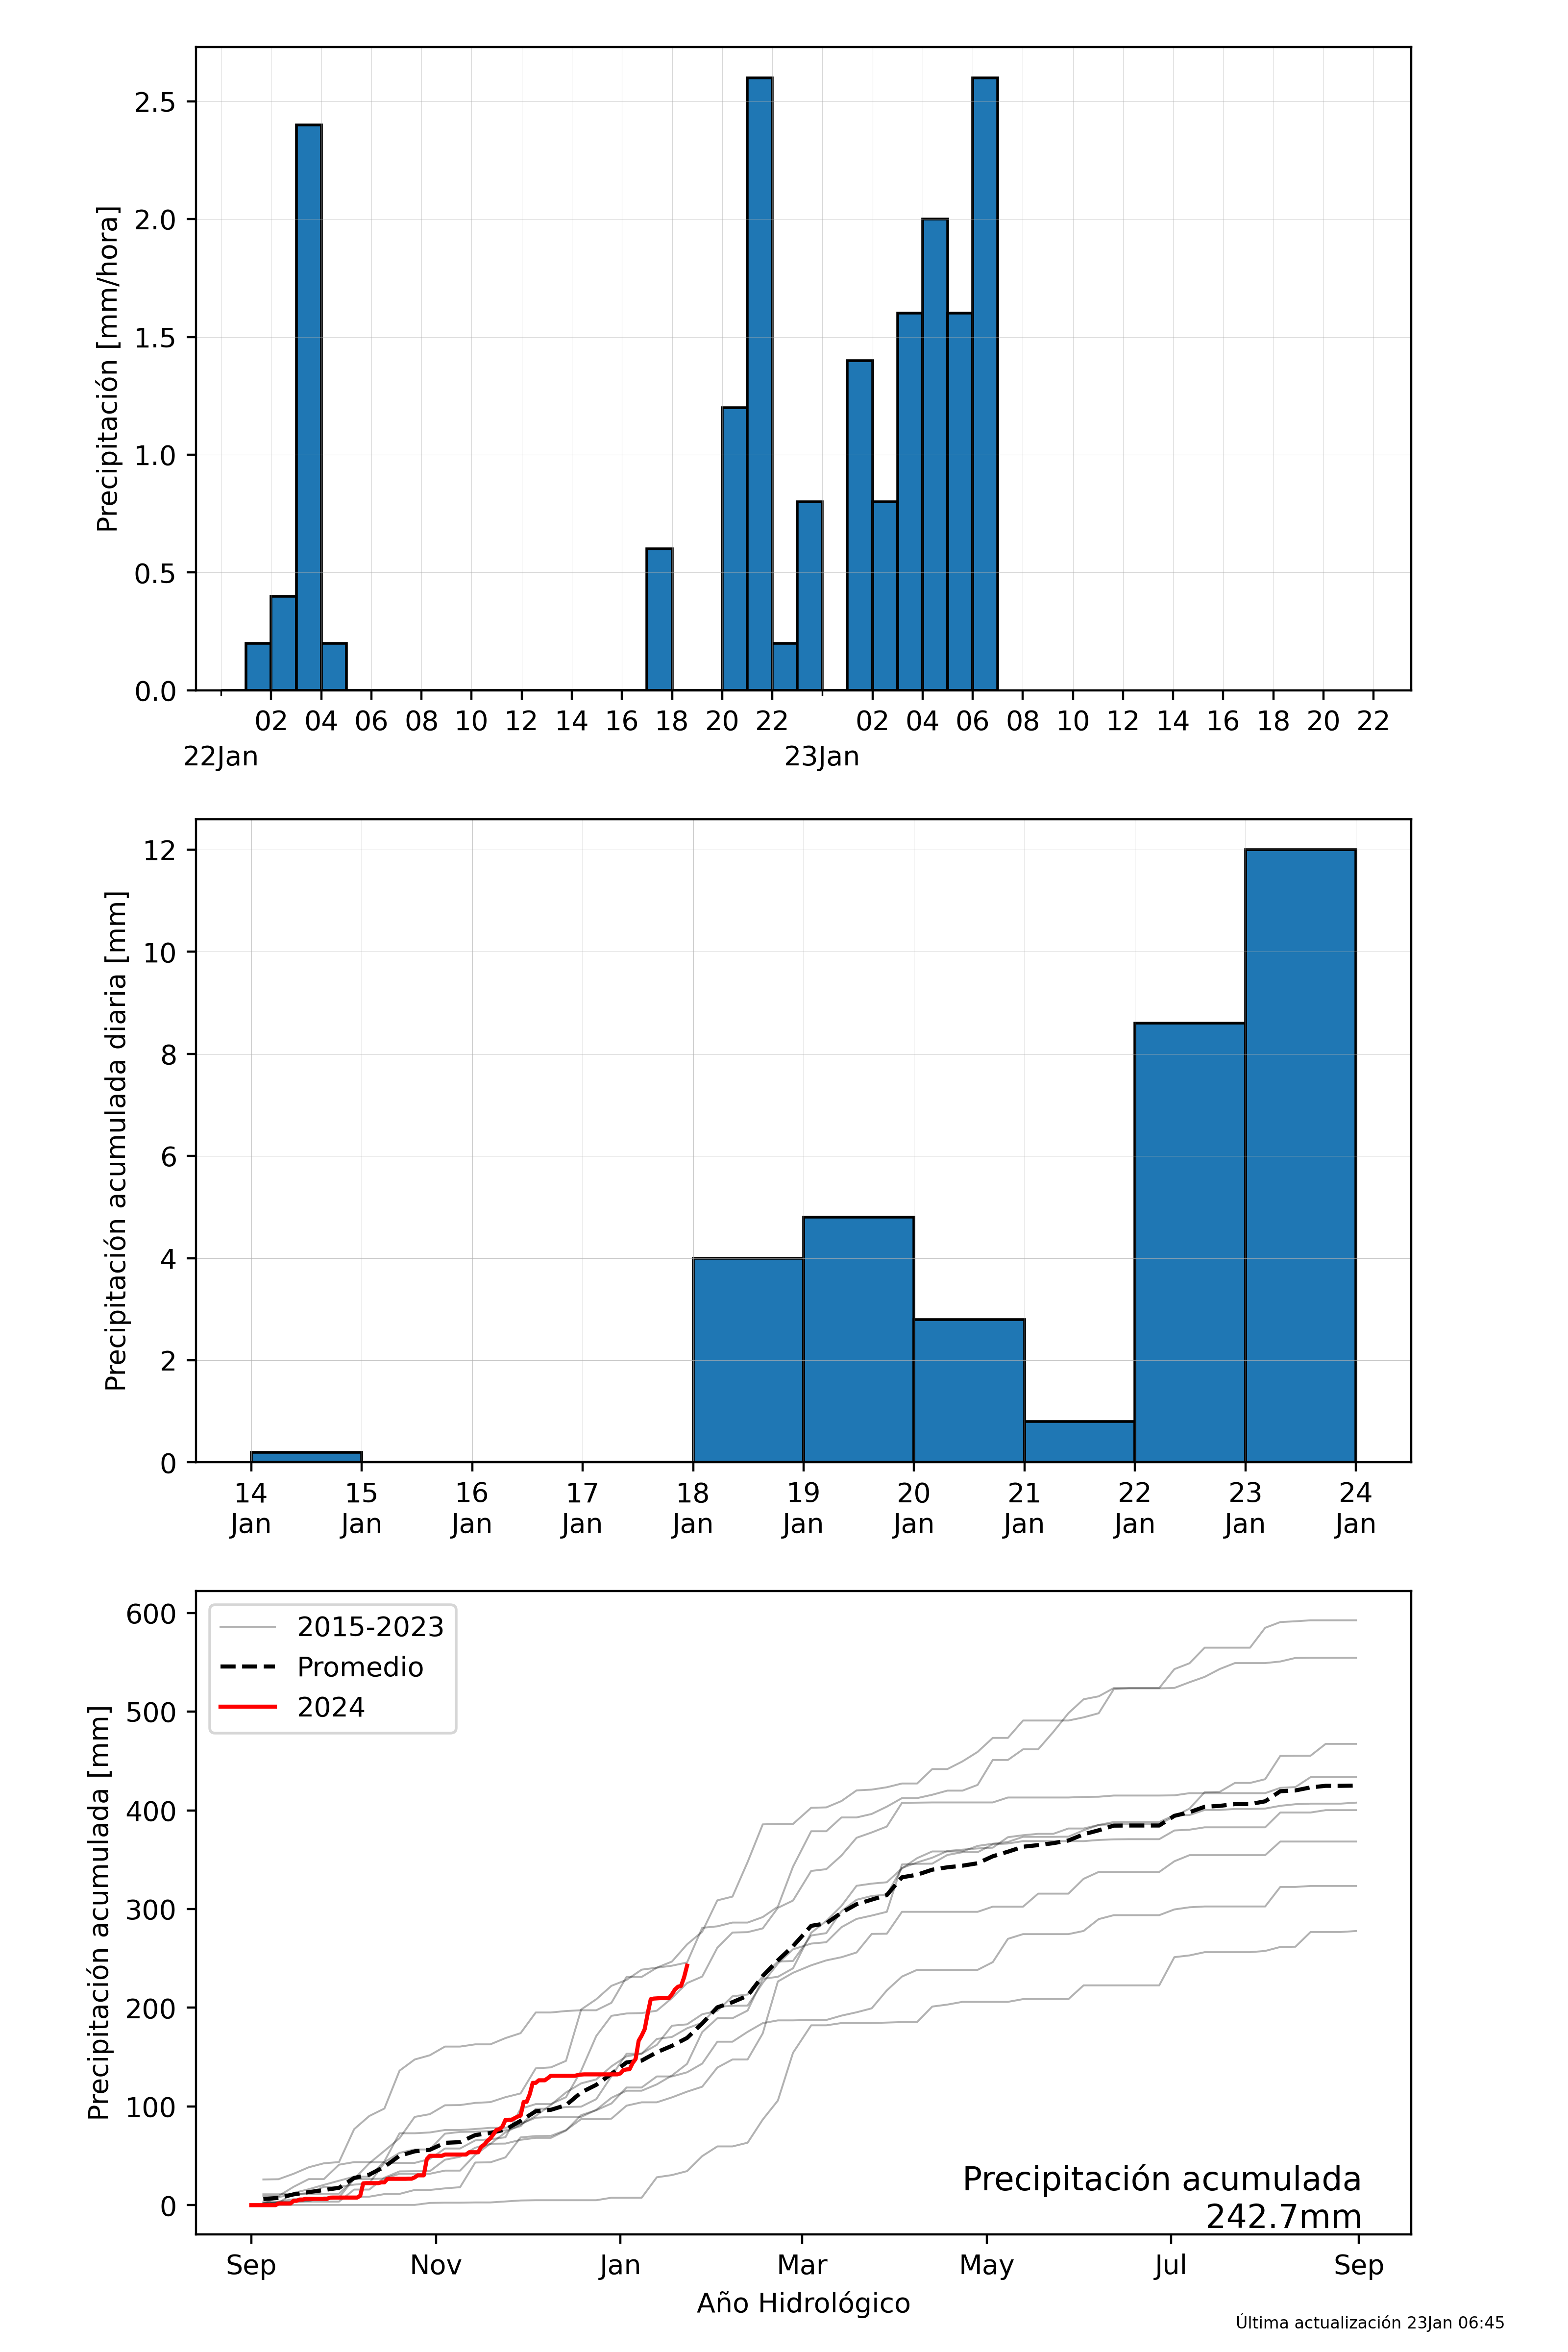 2.5
2.0
1.5
1.0
0.5
0.0
Precipitación [mm/hora]
02 04 06 08 10 12 14 16 18 20 22 02 04 06 08 10 12 14 16 18 20 22
22Jan 23Jan
12
10
8
6
4
2
0
Precipitación acumulada diaria [mm]
14 15 16 17 18 19 20 21 22 23 24
Jan Jan Jan Jan Jan Jan Jan Jan Jan Jan Jan
600
500
400
300
200
100
0
Precipitación acumulada [mm]
2015-2023
Promedio
2024
Precipitación acumulada
242.7mm
Sep Nov Jan Mar May Jul Sep
Año Hidrológico
Última actualización 23Jan 06:45